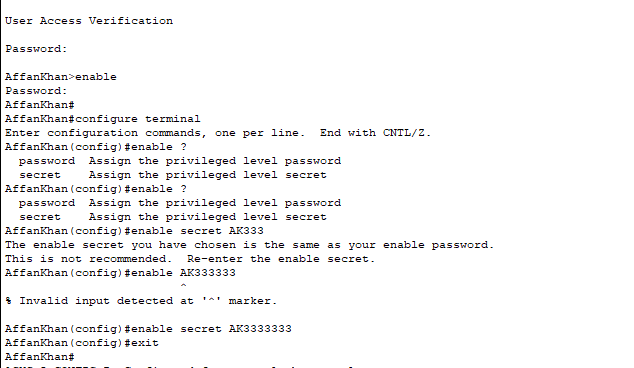 User Access Verification
Password:
AffanKhan>enable
Password:
AffanKhan#
AffanKhan#configure terminal
Enter configuration commands, one per line.  End with CNTL/Z.
AffanKhan(config)#enable ?
  password  Assign the privileged level password
  secret    Assign the privileged level secret
AffanKhan(config)#enable ?
  password  Assign the privileged level password
  secret    Assign the privileged level secret
AffanKhan(config)#enable secret AK333
The enable secret you have chosen is the same as your enable password.
This is not recommended.  Re-enter the enable secret.
AffanKhan(config)#enable AK333333
                         ^
% Invalid input detected at '^' marker.
AffanKhan(config)#enable secret AK3333333
AffanKhan(config)#exit
AffanKhan#